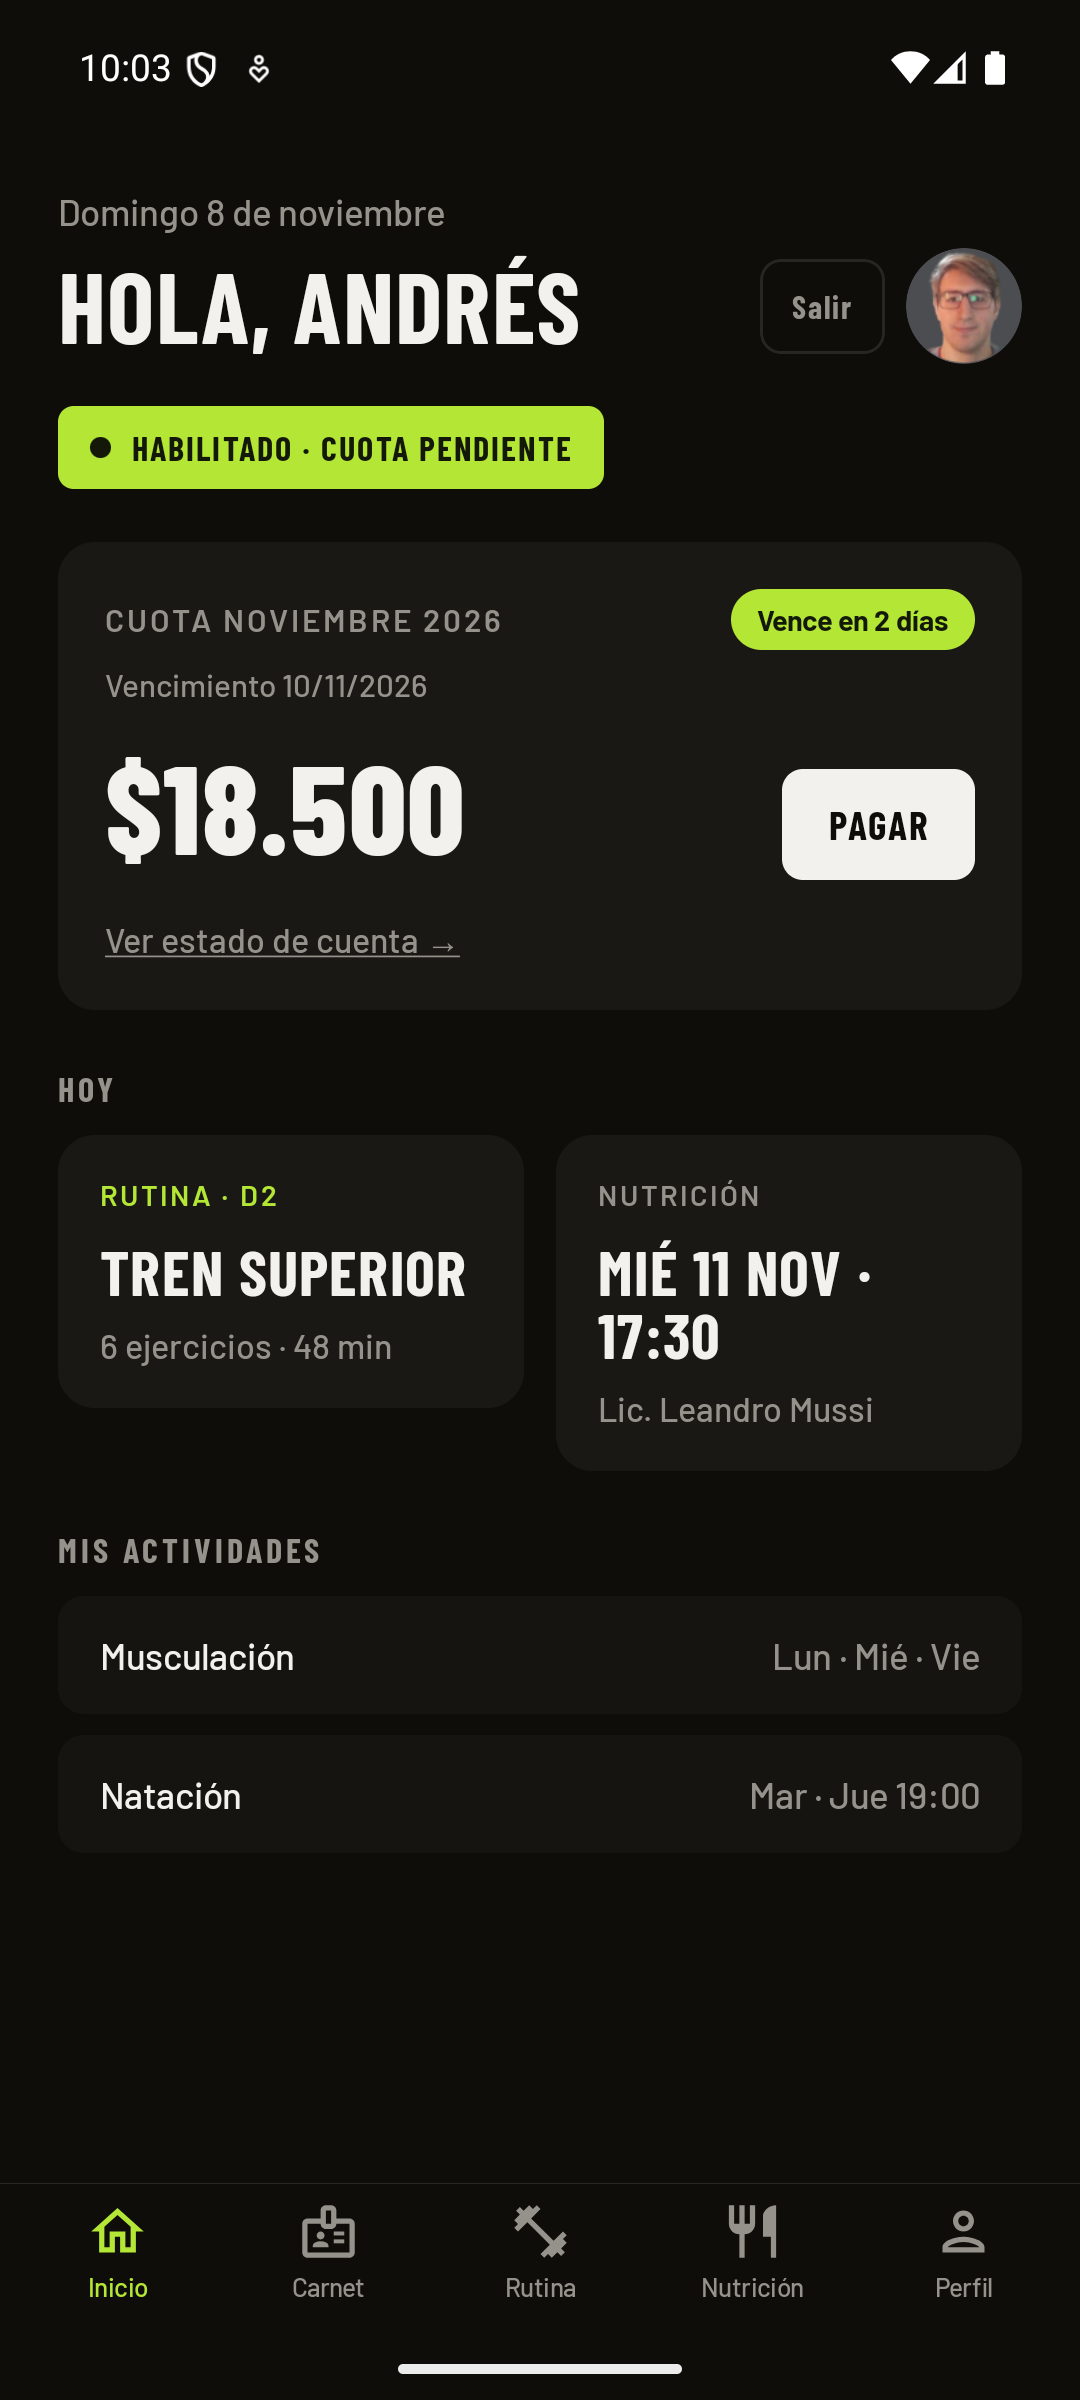 10:03
Domingo 8 de noviembre
HOLA, ANDRÉS
Salir
HABILITADO · CUOTA PENDIENTE
CUOTA NOVIEMBRE 2026
Vence en 2 días
Vencimiento 10/11/2026
$18.500
PAGAR
Ver estado de cuenta →
HOY
RUTINA · D2
TREN SUPERIOR
6 ejercicios · 48 min
NUTRICIÓN
MIÉ 11 NOV ·
17:30
Lic. Leandro Mussi
MIS ACTIVIDADES
Musculación
Lun · Mié · Vie
Natación
Mar · Jue 19:00
Inicio
Carnet
Rutina
Nutrición
Perfil